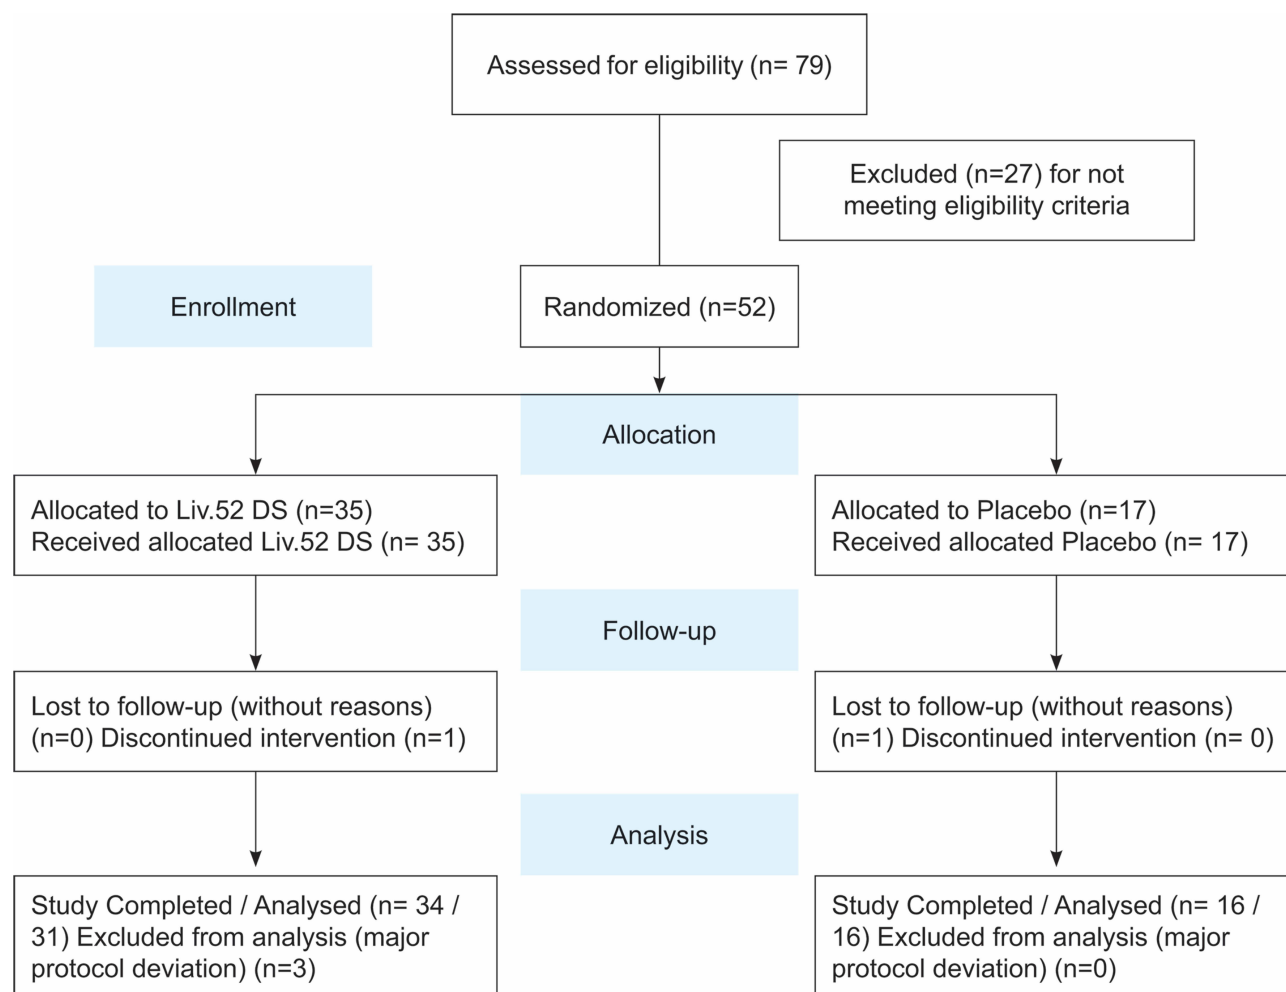 Assessed for eligibility (n= 79)
Excluded (n=27) for not
meeting eligibility criteria
Enrollment
Randomized (n=52)
Allocation
Allocated to Liv.52 DS (n=35)
Received allocated Liv.52 DS (n= 35)
Allocated to Placebo (n=17)
Received allocated Placebo (n= 17)
Follow-up
Lost to follow-up (without reasons)
(n=0) Discontinued intervention (n=1)
Lost to follow-up (without reasons)
(n=1) Discontinued intervention (n= 0)
Analysis
Study Completed / Analysed (n= 34 /
31) Excluded from analysis (major
protocol deviation) (n=3)
Study Completed / Analysed (n= 16 /
16) Excluded from analysis (major
protocol deviation) (n=0)